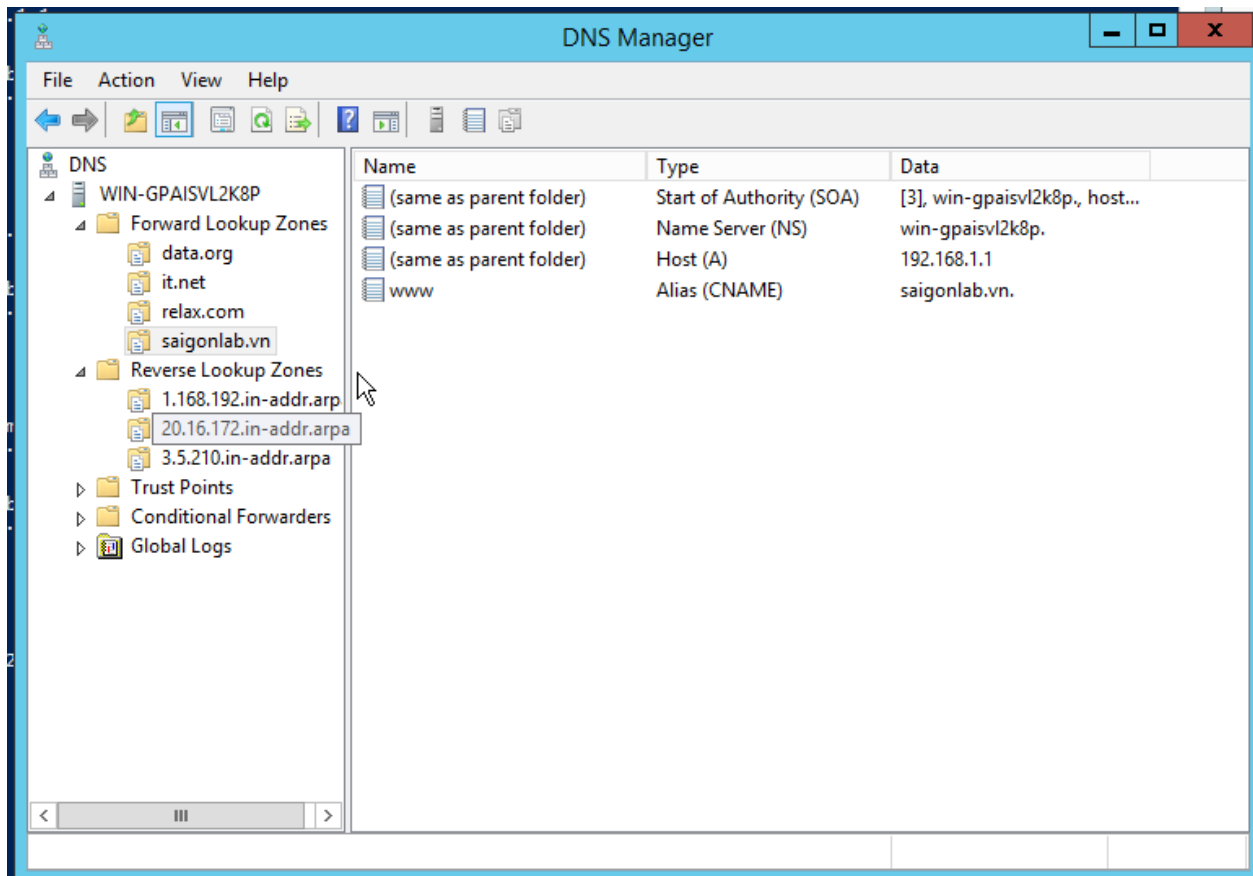 DNS Manager
File Action View Help
DNS
WIN-GPAISVL2K8P
Forward Lookup Zones
data.org
it.net
relax.com
saigonlab.vn
Reverse Lookup Zones
1.168.192.in-addr.arp
20.16.172.in-addr.arpa
3.5.210.in-addr.arpa
Trust Points
Conditional Forwarders
Global Logs
Name Type Data
(same as parent folder) Start of Authority (SOA) [3], win-gpaisvl2k8p., host...
(same as parent folder) Name Server (NS) win-gpaisvl2k8p.
(same as parent folder) Host (A) 192.168.1.1
www Alias (CNAME) saigonlab.vn.